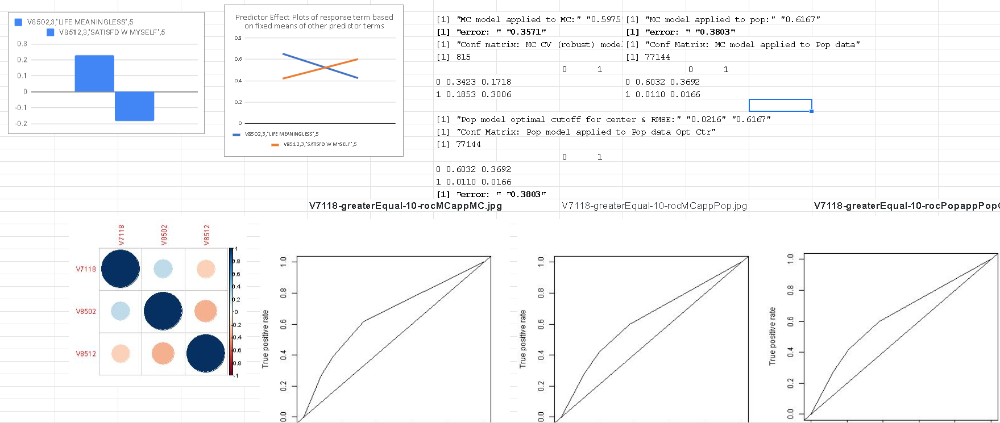 V8502,3,"LIFE MEANINGLESS",5
V8512,3,"SATISFD W MYSELF",5
0.3
0.2
0.1
0
-0.1
-0.2
Predictor Effect Plots of response term based
on fixed means of other predictor terms
0.8
0.6
0.4
0.2
0
V8502,3,"LIFE MEANINGLESS",5
V8512,3,"SATISFD W MYSELF",5
[1] "MC model applied to MC:" "0.5975
[1] "error: " "0.3571"
[1] "Conf matrix: MC CV (robust) mode
[1] 815
0 1
0 0.3423 0.1718
1 0.1853 0.3006
[1] "MC model applied to pop:" "0.6167"
[1] "error: " "0.3803"
[1] "Conf Matrix: MC model applied to Pop data"
[1] 77144
0 1
0 0.6032 0.3692
1 0.0110 0.0166
[1] "Pop model optimal cutoff for center & RMSE:" "0.0216" "0.6167"
[1] "Conf Matrix: Pop model applied to Pop data Opt Ctr"
[1] 77144
0 1
0 0.6032 0.3692
1 0.0110 0.0166
[1] "error: " "0.3803"
V7118-greaterEqual-10-rocMCappMC.jpg
V7118-greaterEqual-10-rocMCappPop.jpg
V7118-greaterEqual-10-rocPopappPop
V7118
V8502
V8512
V7118
V8502
V8512
1
0.8
0.6
0.4
0.2
0
-0.2
-0.4
-0.6
-0.8
-1
True positive rate
1.0
0.8
0.6
0.4
0.2
0.0
True positive rate
1.0
0.8
0.6
0.4
0.2
0.0
True positive rate
1.0
0.8
0.6
0.4
0.2
0.0